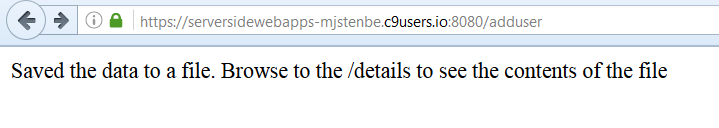 https://serversidewebapps-mjstenbe.c9users.io:8080/adduser
Saved the data to a file. Browse to the /details to see the contents of the file